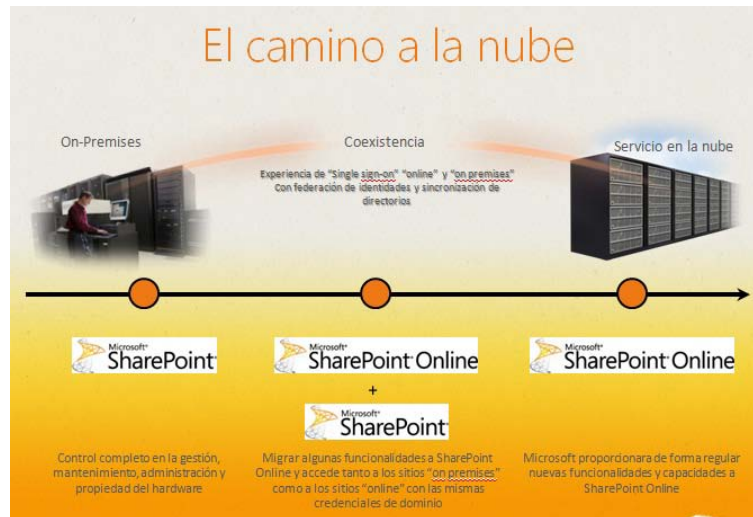 El camino a la nube
On-Premises
Coexistencia
Servicio en la nube
Experiencia de “Single sign-on” “online” y “on premises”
Con federación de identidades y sincronización de
directorios
Microsoft®
SharePoint®
Microsoft®
SharePoint® Online
+
Microsoft®
SharePoint®
Microsoft®
SharePoint® Online
Control completo en la gestión,
mantenimiento, administración y
propiedad del hardware
Migrar algunas funcionalidades a SharePoint
Online y accede tanto a los sitios “on premises”
como a los sitios “online” con las mismas
credenciales de dominio
Microsoft proporcionara de forma regular
nuevas funcionalidades y capacidades a
SharePoint Online